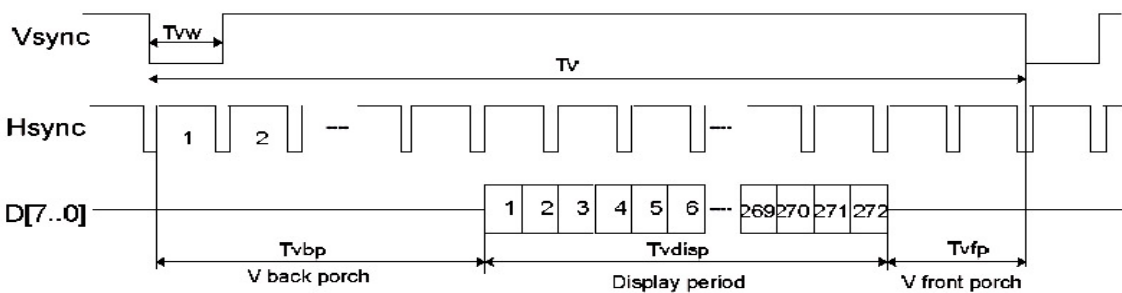 Vsync
Tvw
Tv
Hsync
1 2 ---
----
D[7..0]
1 2 3 4 5 6 ---- 269 270 271 272
Tvbp Tvdisp Tvfp
V back porch Display period V front porch